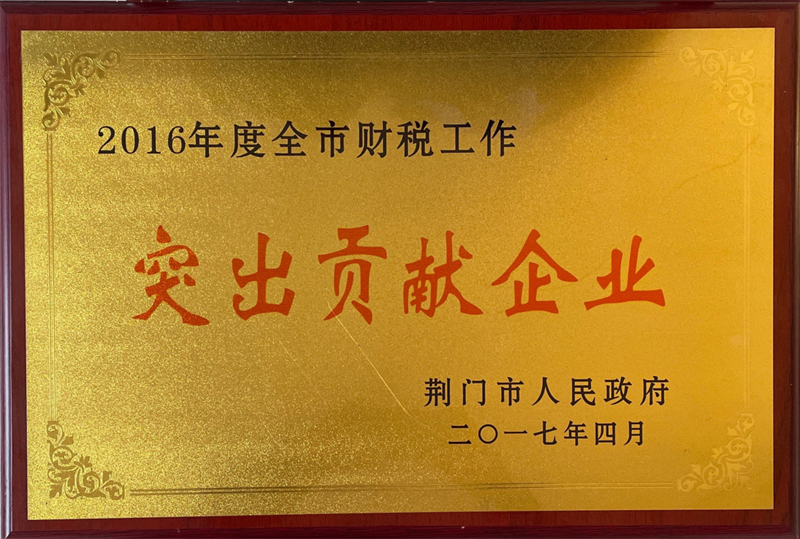 2016年度全市财税工作
突出贡献企业
荆门市人民政府
二〇一七年四月